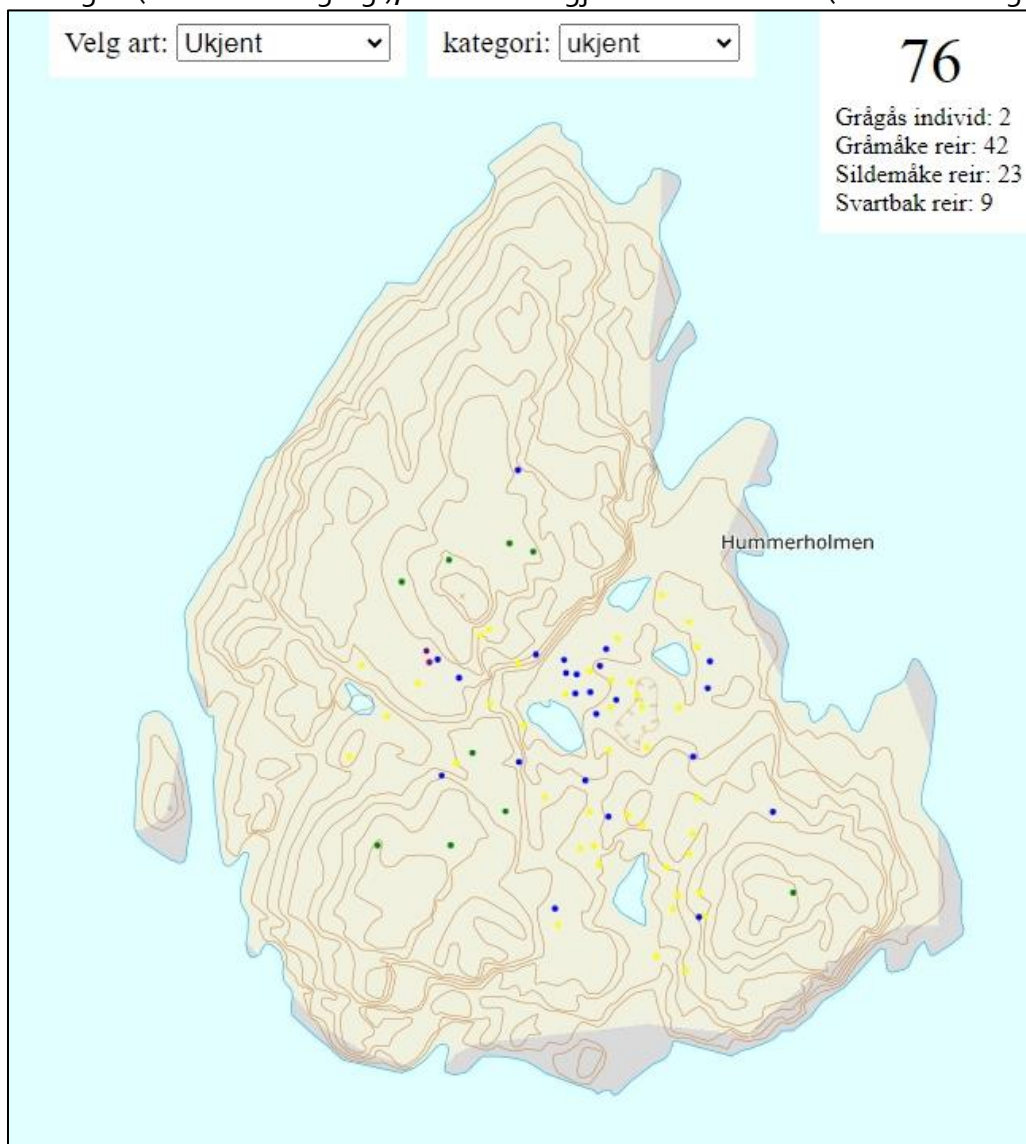 Velg art: Ukjent
kategori: ukjent
76
Grågås individ: 2
Gråmåke reir: 42
Sildemåke reir: 23
Svartbak reir: 9
Hummerholmen